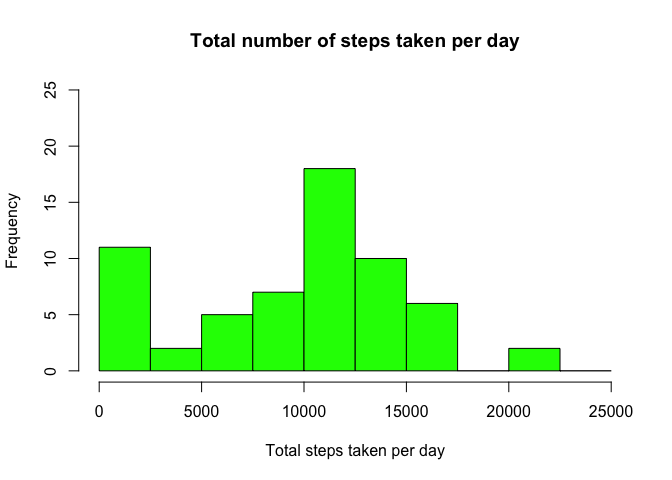 Total number of steps taken per day
25
20
15
10
5
0
Frequency
0 5000 10000 15000 20000 25000
Total steps taken per day